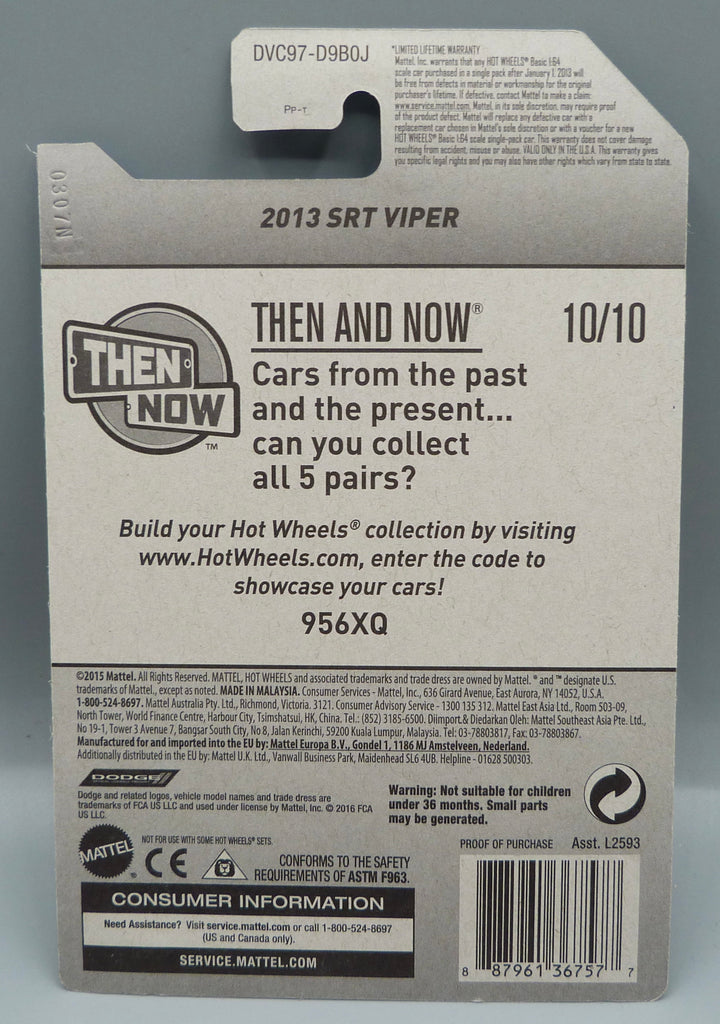 DVC97-D9B0J
PP-T
*LIMITED LIFETIME WARRANTY
Mattel, Inc. warrants that any HOT WHEELS® Basic 1:64
scale car purchased in a single pack after January 1, 2013 will
be free from defects in material or workmanship for the original
purchaser's lifetime. If defective, contact Mattel to make a claim:
www.service.mattel.com. Mattel, in its sole discretion, may require proof
of the product defect. Mattel will replace any defective car with a
replacement car chosen in Mattel's sole discretion or with a voucher for a new
HOT WHEELS® Basic 1:64 scale single-pack car. This warranty does not cover damage
resulting from accident, misuse or abuse. VALID ONLY IN THE U.S.A. This warranty gives
you specific legal rights and you may also have other rights which vary from state to state.
0307N
2013 SRT VIPER
THEN NOW ™
THEN AND NOW® 10/10
Cars from the past
and the present...
can you collect
all 5 pairs?
Build your Hot Wheels® collection by visiting
www.HotWheels.com, enter the code to
showcase your cars!
956XQ
©2015 Mattel. All Rights Reserved. MATTEL, HOT WHEELS and associated trademarks and trade dress are owned by Mattel. ® and ™ designate U.S.
trademarks of Mattel., except as noted. MADE IN MALAYSIA. Consumer Services - Mattel, Inc., 636 Girard Avenue, East Aurora, NY 14052, U.S.A.
1-800-524-8697. Mattel Australia Pty. Ltd., Richmond, Victoria. 3121. Consumer Advisory Service - 1300 135 312. Mattel East Asia Ltd., Room 503-09,
North Tower, World Finance Centre, Harbour City, Tsimshatsui, HK, China. Tel.: (852) 3185-6500. Diimport & Diedarkan Oleh: Mattel Southeast Asia Pte. Ltd.,
No 19-1, Tower 3 Avenue 7, Bangsar South City, No 8, Jalan Kerinchi, 59200 Kuala Lumpur, Malaysia. Tel: 03-78803817, Fax: 03-78803867.
Manufactured for and imported into the EU by: Mattel Europa B.V., Gondel 1, 1186 MJ Amstelveen, Nederland.
Additionally distributed in the EU by: Mattel U.K. Ltd., Vanwall Business Park, Maidenhead SL6 4UB. Helpline - 01628 500303.
DODGE
Dodge and related logos, vehicle model names and trade dress are
trademarks of FCA US LLC and used under license by Mattel, Inc. © 2016 FCA
US LLC.
Warning: Not suitable for children
under 36 months. Small parts
may be generated.
MATTEL®
NOT FOR USE WITH SOME HOT WHEELS® SETS.
CE
CONFORMS TO THE SAFETY
REQUIREMENTS OF ASTM F963.
CONSUMER INFORMATION
Need Assistance? Visit service.mattel.com or call 1-800-524-8697
(US and Canada only).
SERVICE.MATTEL.COM
PROOF OF PURCHASE Asst. L2593
8 87961 36757 7